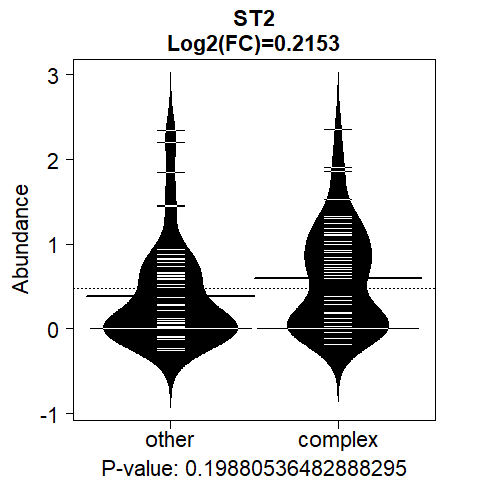 ST2
Log2(FC)=0.2153
3
2
1
0
-1
Abundance
other complex
P-value: 0.19880536482888295